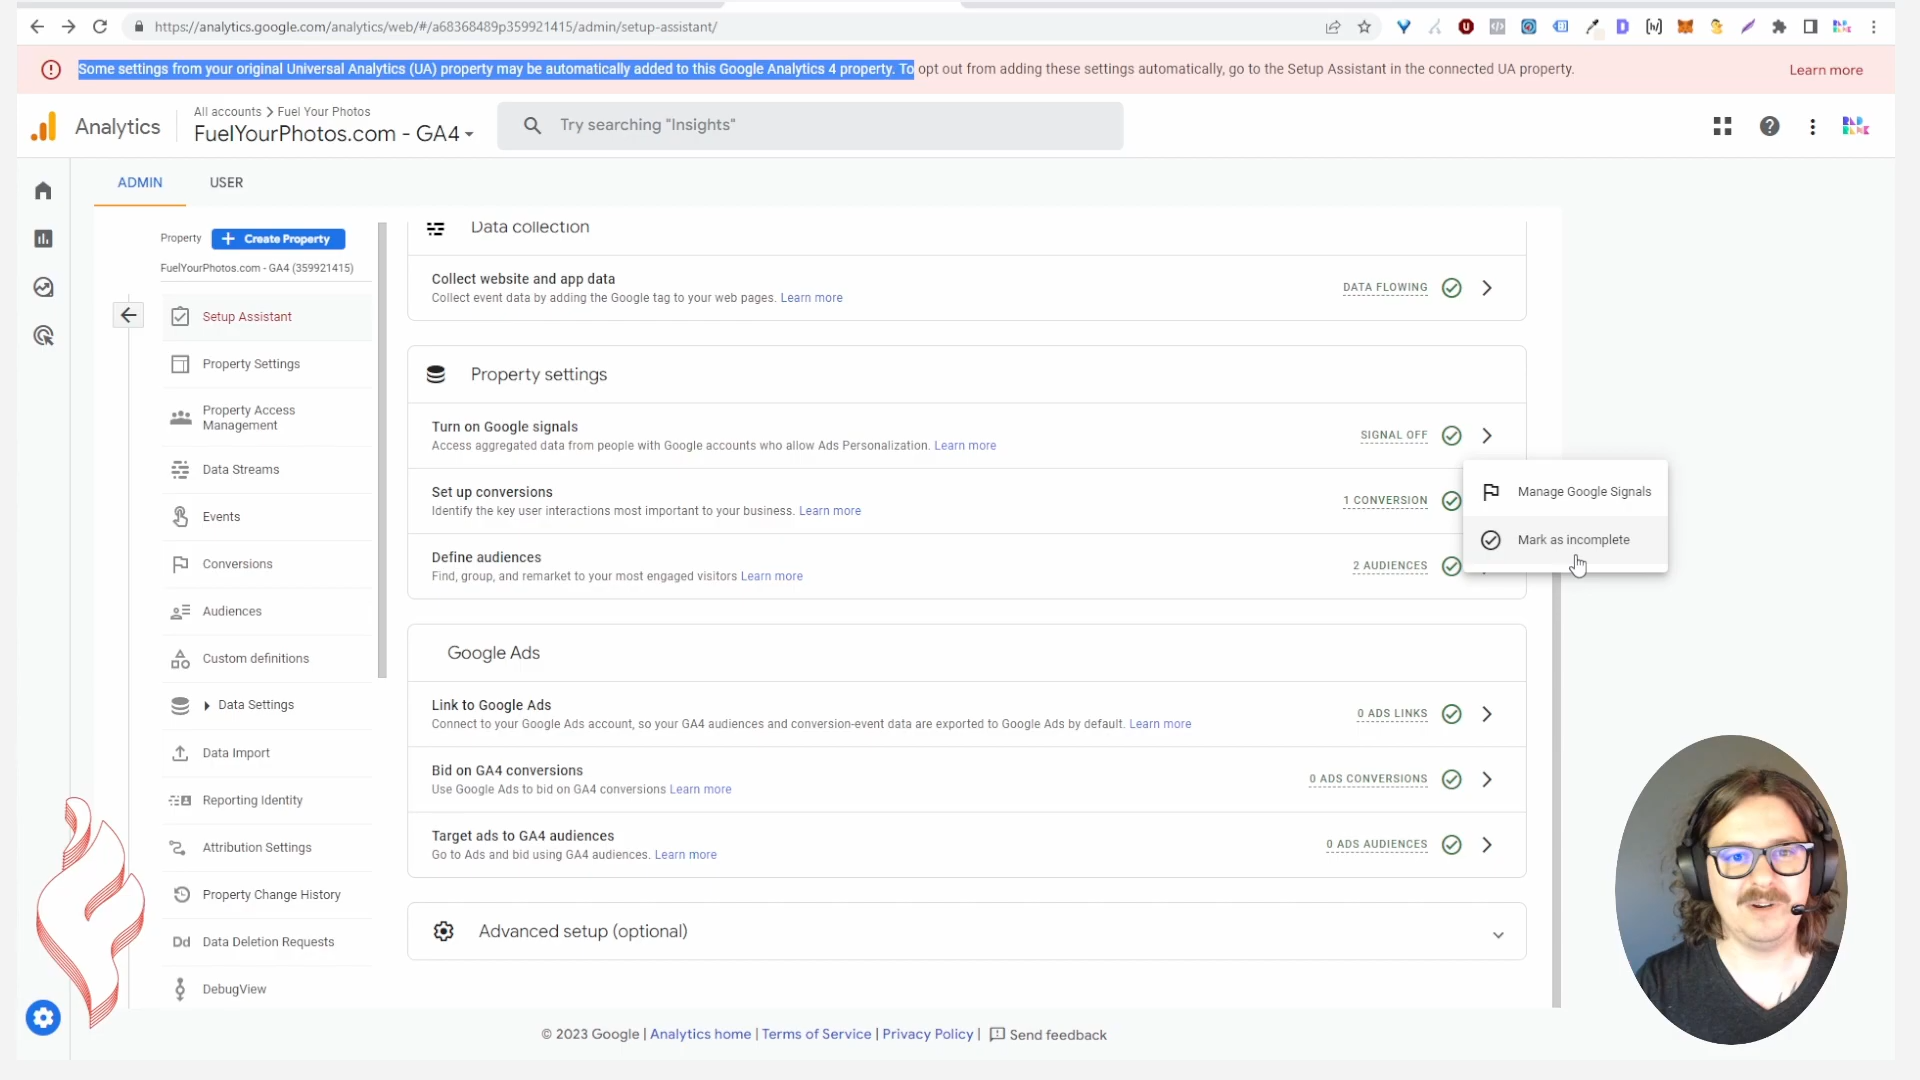 https://analytics.google.com/analytics/web/#/a68368489p359921415/admin/setup-assistant/
Some settings from your original Universal Analytics (UA) property may be automatically added to this Google Analytics 4 property. To opt out from adding these settings automatically, go to the Setup Assistant in the connected UA property.
Learn more
Analytics
All accounts > Fuel Your Photos
FuelYourPhotos.com - GA4
Try searching "Insights"
ADMIN
USER
Property
+ Create Property
FuelYourPhotos.com - GA4 (359921415)
Setup Assistant
Property Settings
Property Access
Management
Data Streams
Events
Conversions
Audiences
Custom definitions
Data Settings
Data Import
Reporting Identity
Attribution Settings
Property Change History
Dd Data Deletion Requests
DebugView
Data collection
Collect website and app data
Collect event data by adding the Google tag to your web pages. Learn more
DATA FLOWING
Property settings
Turn on Google signals
Access aggregated data from people with Google accounts who allow Ads Personalization. Learn more
SIGNAL OFF
Set up conversions
Identify the key user interactions most important to your business. Learn more
1 CONVERSION
Define audiences
Find, group, and remarket to your most engaged visitors Learn more
2 AUDIENCES
Manage Google Signals
Mark as incomplete
Google Ads
Link to Google Ads
Connect to your Google Ads account, so your GA4 audiences and conversion-event data are exported to Google Ads by default. Learn more
0 ADS LINKS
Bid on GA4 conversions
Use Google Ads to bid on GA4 conversions Learn more
0 ADS CONVERSIONS
Target ads to GA4 audiences
Go to Ads and bid using GA4 audiences. Learn more
0 ADS AUDIENCES
Advanced setup (optional)
© 2023 Google | Analytics home | Terms of Service | Privacy Policy | Send feedback